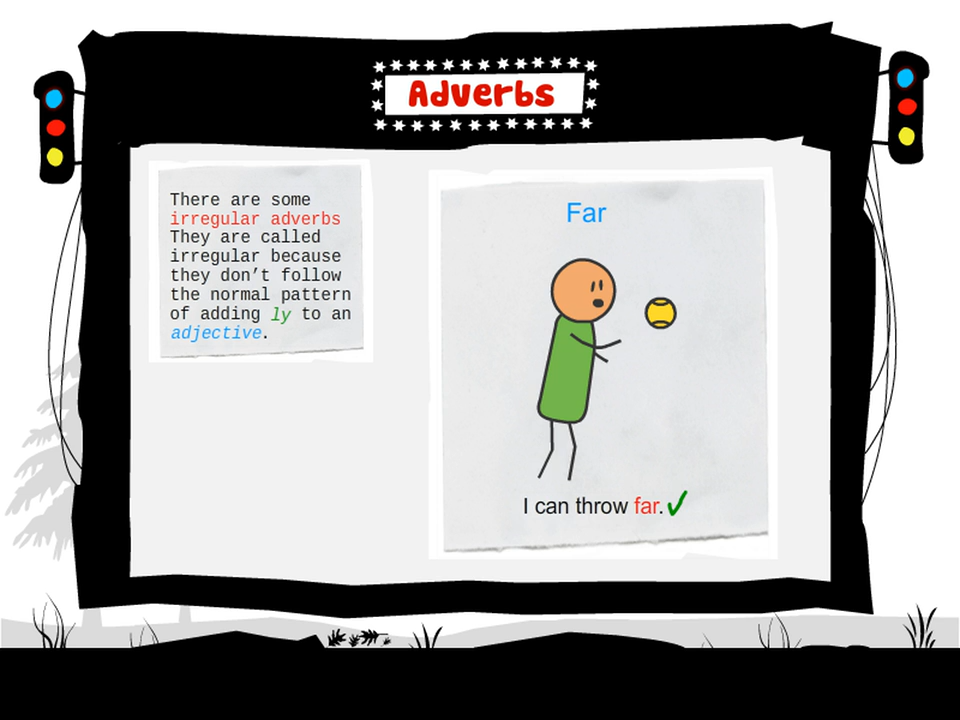 Adverbs
There are some
irregular adverbs
They are called
irregular because
they don’t follow
the normal pattern
of adding ly to an
adjective.
Far
I can throw far.